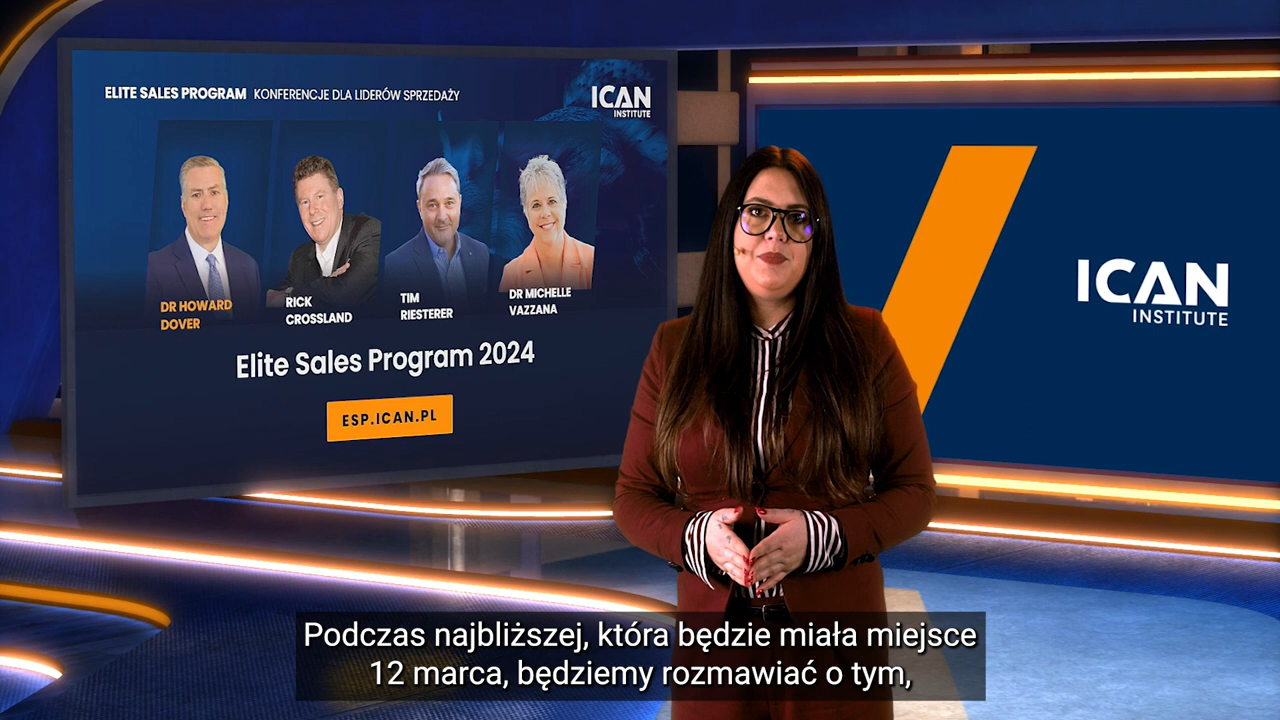 ELITE SALES PROGRAM KONFERENCJE DLA LIDERÓW SPRZEDAŻY
ICAN
INSTITUTE
DR HOWARD
DOVER
RICK
CROSSLAND
TIM
RIESTERER
DR MICHELLE
VAZZANA
Elite Sales Program 2024
ESP.ICAN.PL
ICAN
INSTITUTE
Podczas najbliższej, która będzie miała miejsce
12 marca, będziemy rozmawiać o tym,